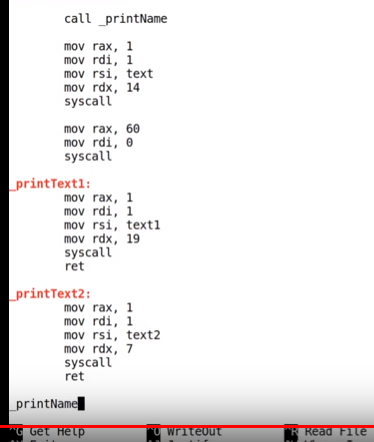 call _printName
mov rax, 1
mov rdi, 1
mov rsi, text
mov rdx, 14
syscall
mov rax, 60
mov rdi, 0
syscall
_printText1:
mov rax, 1
mov rdi, 1
mov rsi, text1
mov rdx, 19
syscall
ret
_printText2:
mov rax, 1
mov rdi, 1
mov rsi, text2
mov rdx, 7
syscall
ret
_printName
^G Get Help ^O WriteOut ^R Read File